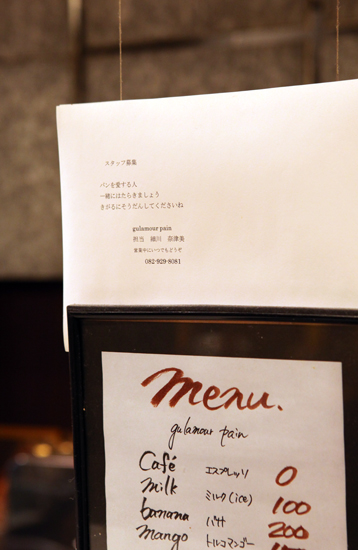 スタッフ募集
パンを愛する人
一緒にはたらきましょう
きがるにそうだんしてくださいね
gulamour pain
担当 細川 奈津美
営業中にいつでもどうぞ
082-929-8081
menu.
gulamour pain
Café エスプレッソ 0
milk ミルク(ice) 100
banana バナナ 200
mango トルコマンゴー